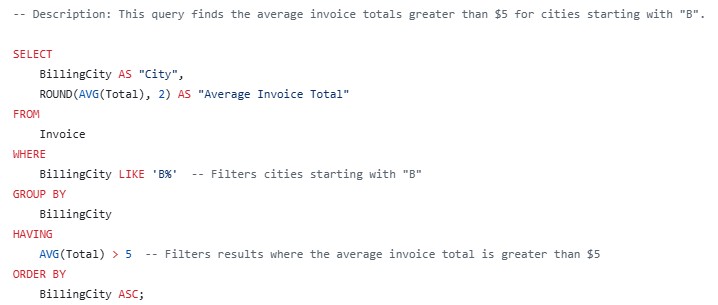 -- Description: This query finds the average invoice totals greater than $5 for cities starting with "B".
SELECT
BillingCity AS "City",
ROUND(AVG(Total), 2) AS "Average Invoice Total"
FROM
Invoice
WHERE
BillingCity LIKE 'B%'  -- Filters cities starting with "B"
GROUP BY
BillingCity
HAVING
AVG(Total) > 5  -- Filters results where the average invoice total is greater than $5
ORDER BY
BillingCity ASC;